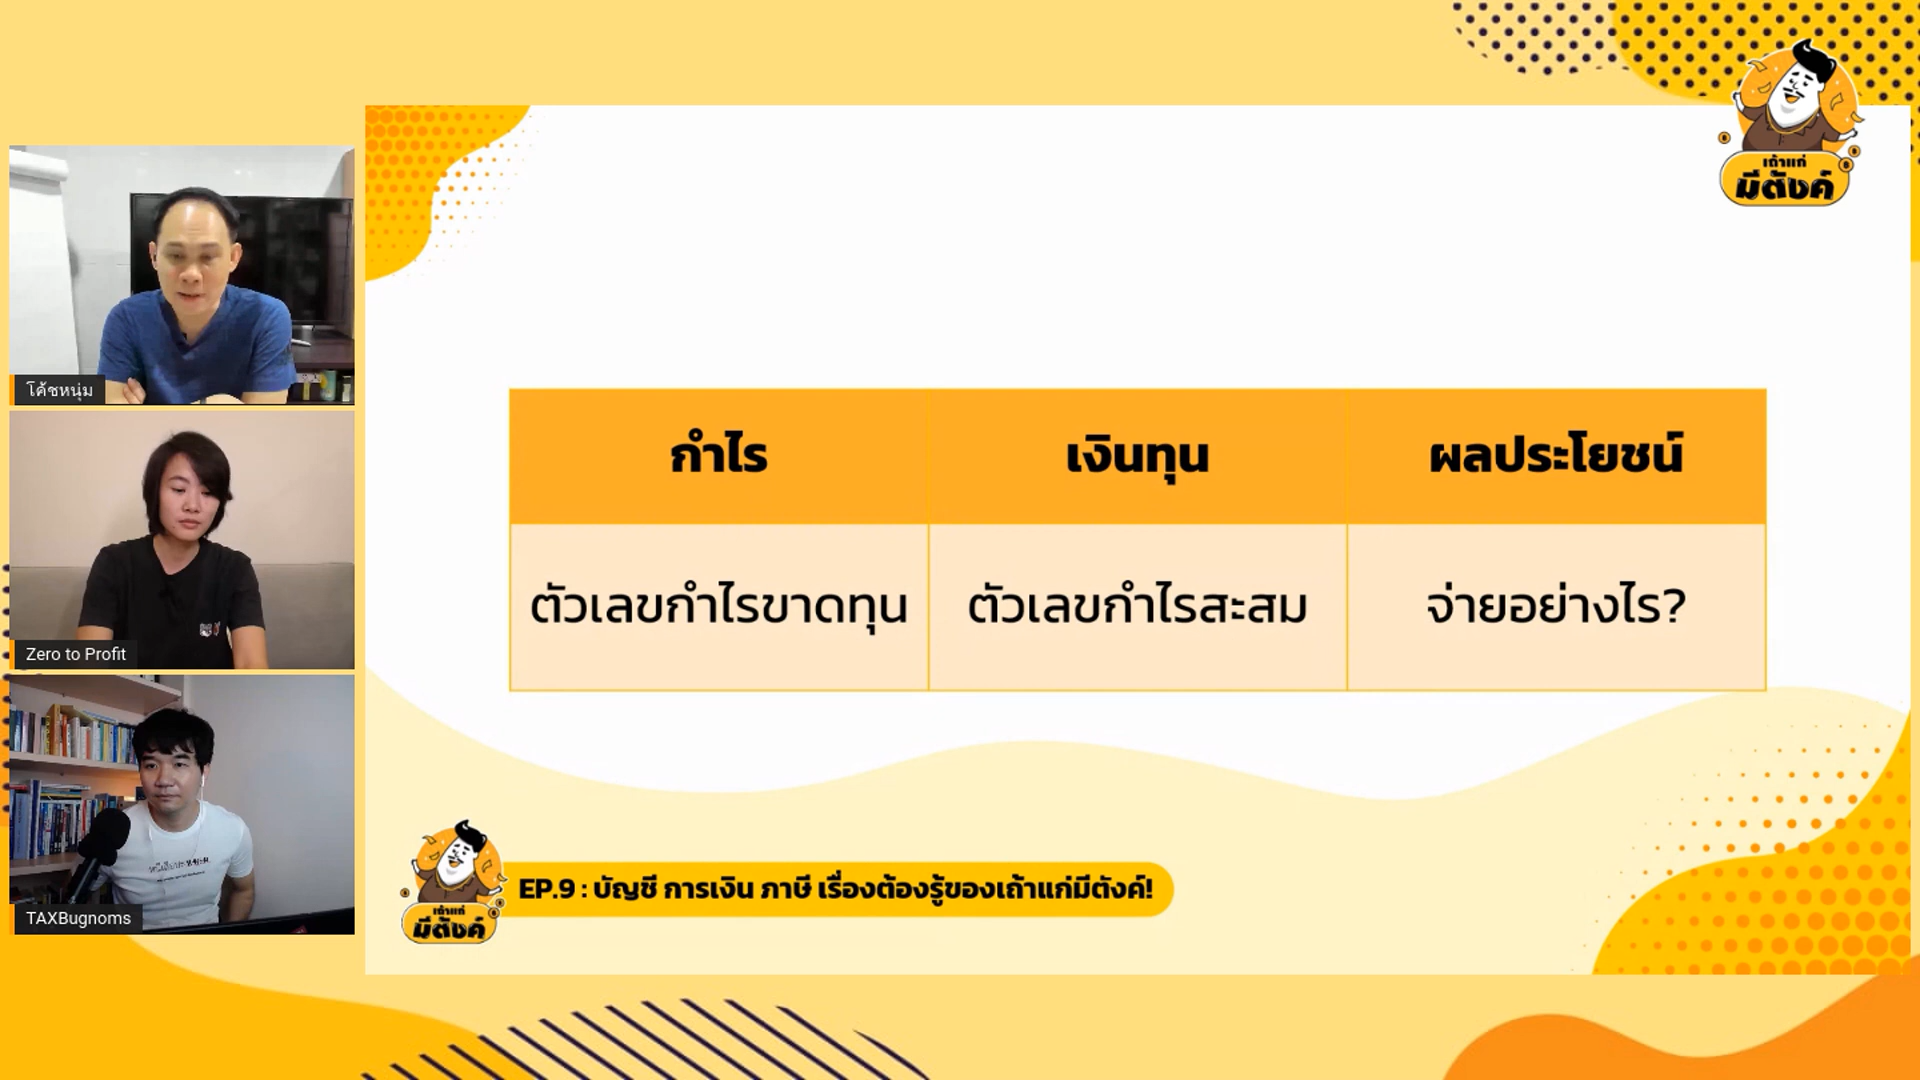 เถ้าแก่
มีตังค์
โค้ชหนุ่ม
Zero to Profit
TAXBugnoms
กำไร
เงินทุน
ผลประโยชน์
ตัวเลขกำไรขาดทุน
ตัวเลขกำไรสะสม
จ่ายอย่างไร?
เถ้าแก่
มีตังค์
EP.9 : บัญชี การเงิน ภาษี เรื่องต้องรู้ของเถ้าแก่มีตังค์!